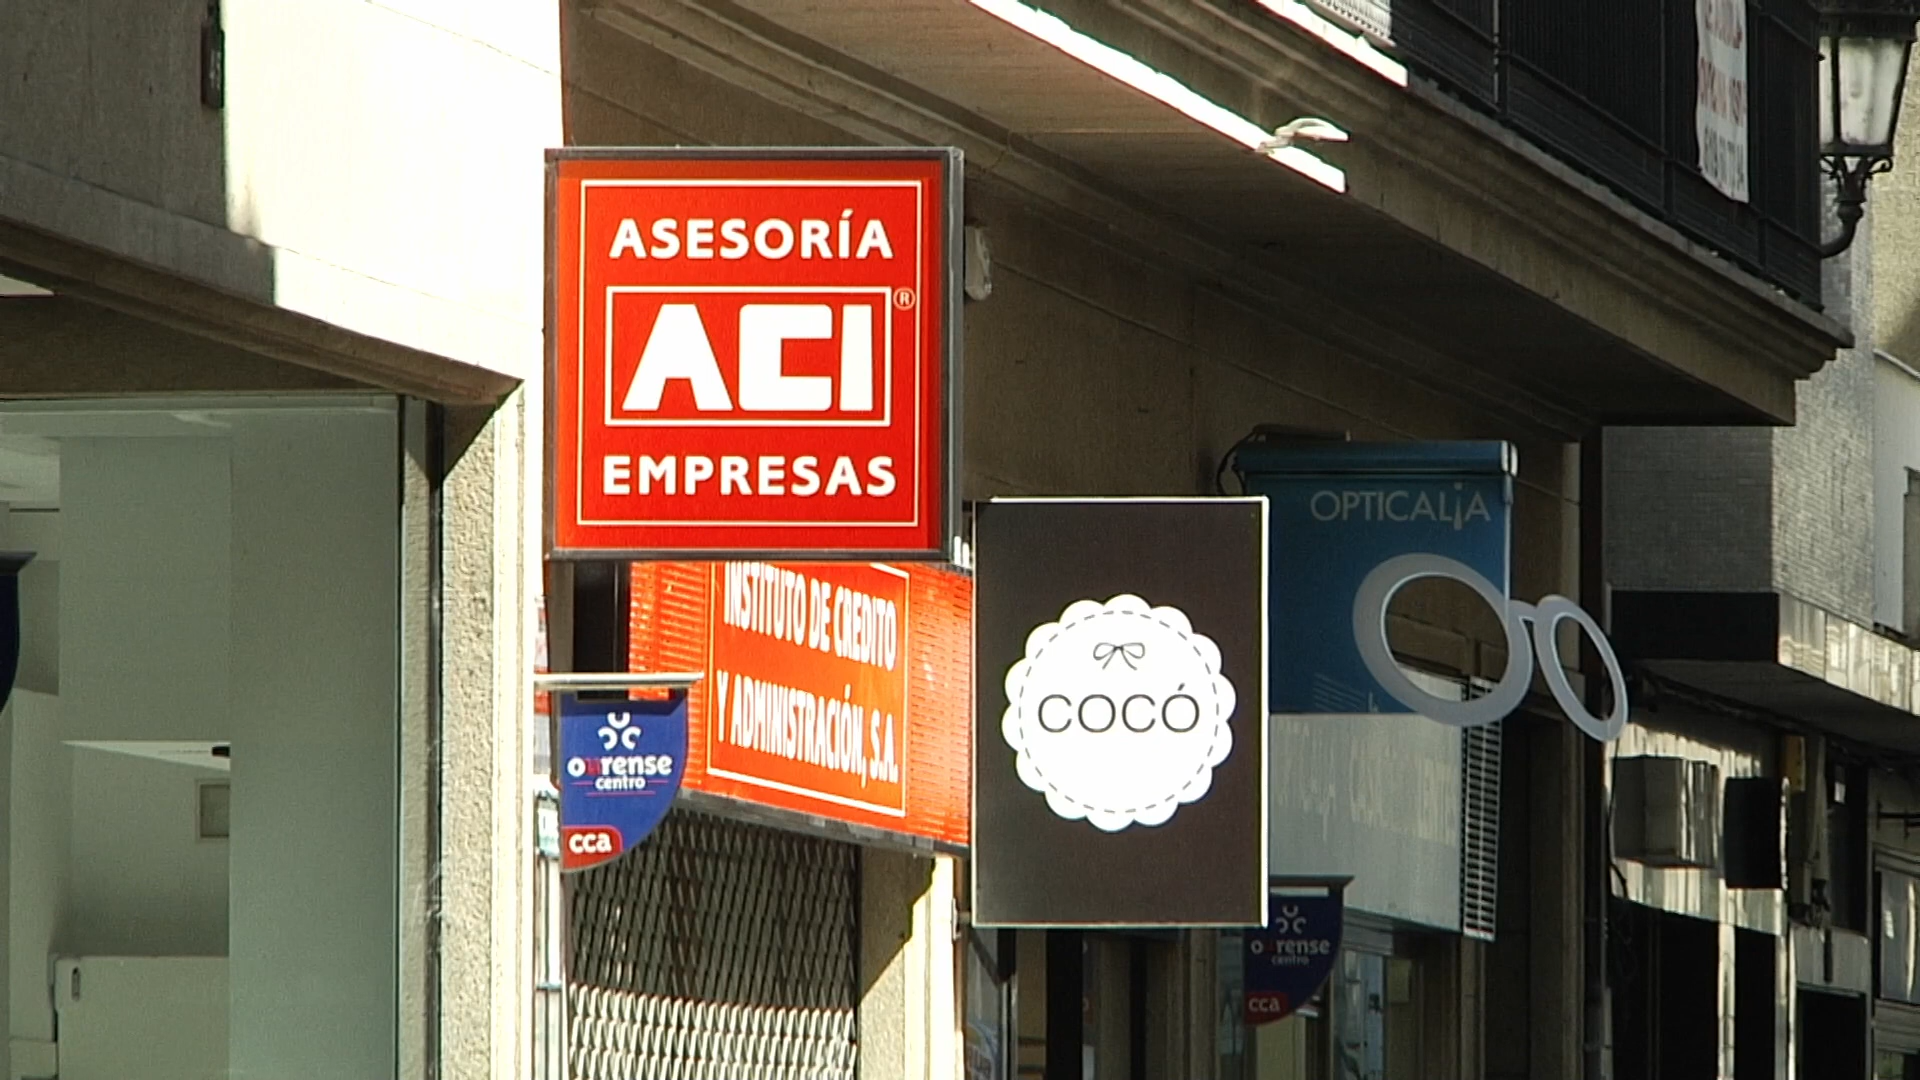 ASESORÍA
ACI®
EMPRESAS
INSTITUTO DE CREDITO
Y ADMINISTRACIÓN, S.A.
ourense
centro
cca
COCÓ
OPTICALiA
ourense
centro
cca